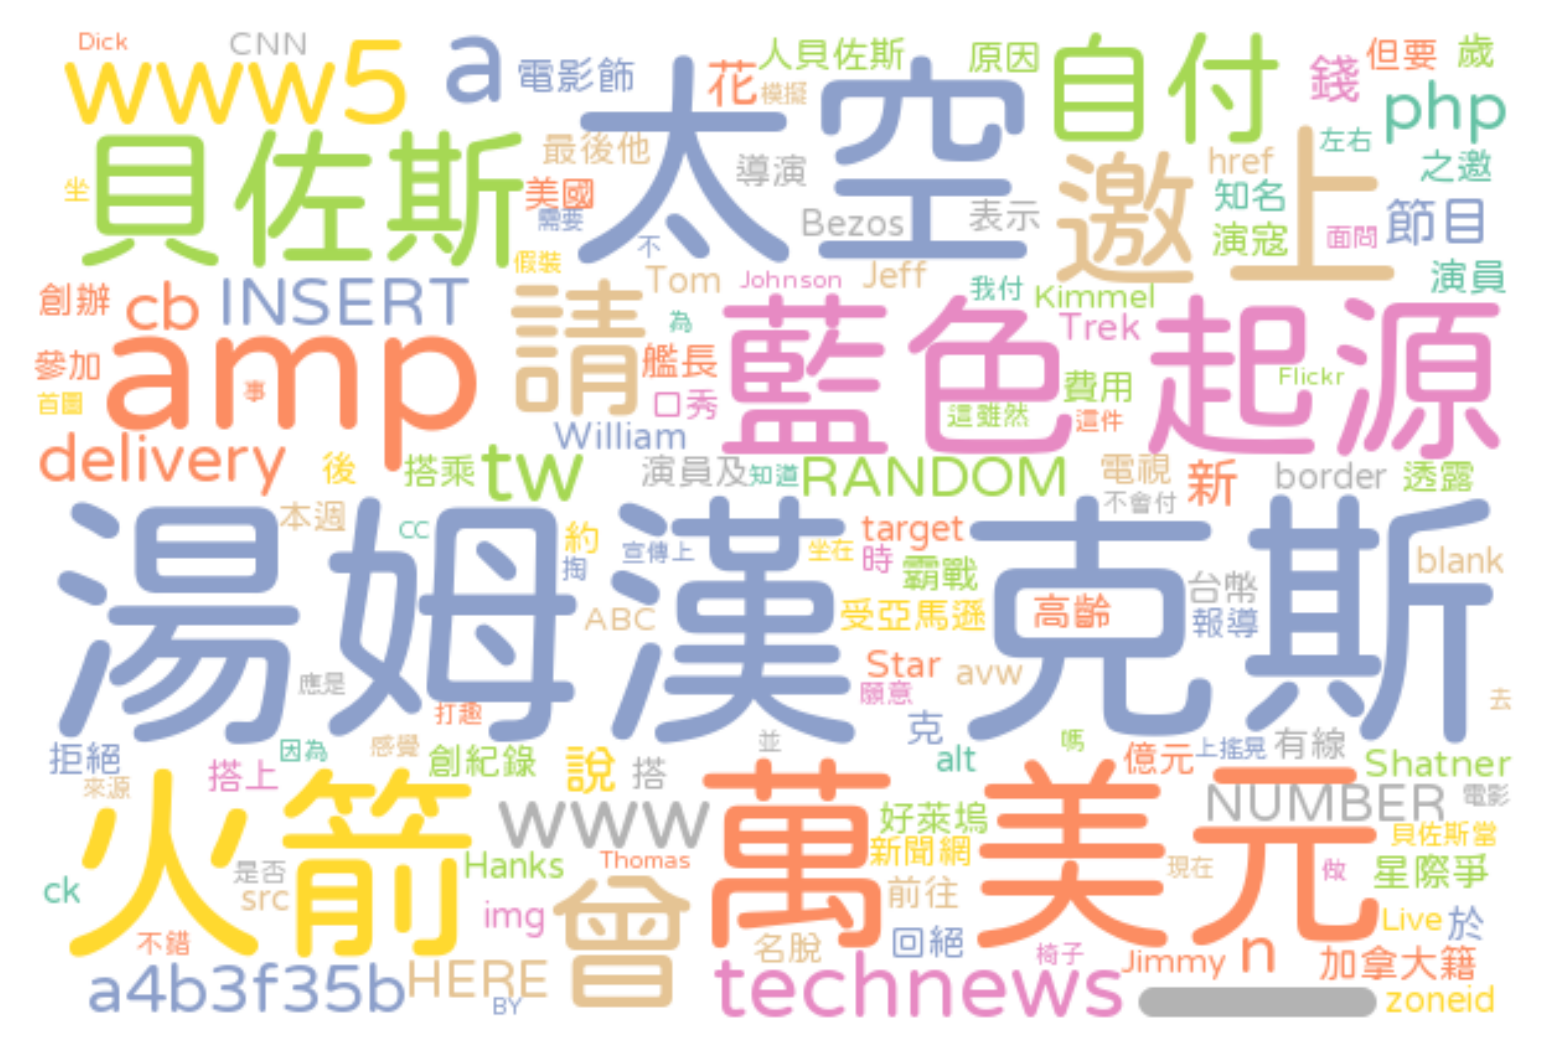 Dick
CNN
www5
a
電影飾
太空
花
人貝佐斯
模擬
原因
自付
錢
但要
歲
php
貝佐斯
坐
最後他
美國
需要
不
導演
Bezos
表示
邀
上
href
左右
知名
之邀
演寇
面問
節目
假裝
Tom
Johnson
Jeff
我付
Kimmel
演員
創辦
cb
INSERT
請
為
藍色起源
Trek
參加
amp
事
艦長
費用
Flickr
首圖
口秀
這雖然
這件
delivery
William
後
搭乘
tw
演員及
知道
RANDOM
電視
不會付
新
border
透露
湯姆漢克斯
本週
cc
約
掏
宣傳上
坐在
target
時
霸戰
blank
ABC
受亞馬遜
高齡
台幣
報導
應是
Star
avw
願意
打趣
克
去
拒絕
來源
搭上
因為
感覺
創紀錄
說
搭
並
alt
嗎
億元
上搖晃
有線
Shatner
火箭
www
萬美元
好萊塢
NUMBER
電影
新聞網
貝佐斯當
ck
是否
src
Hanks
Thomas
前往
現在
做
星際爭
img
曾
不錯
名脫
回絕
椅子
Live
於
a4b3f35b
HERE
BY
technews
Jimmy
n
加拿大籍
zoneid